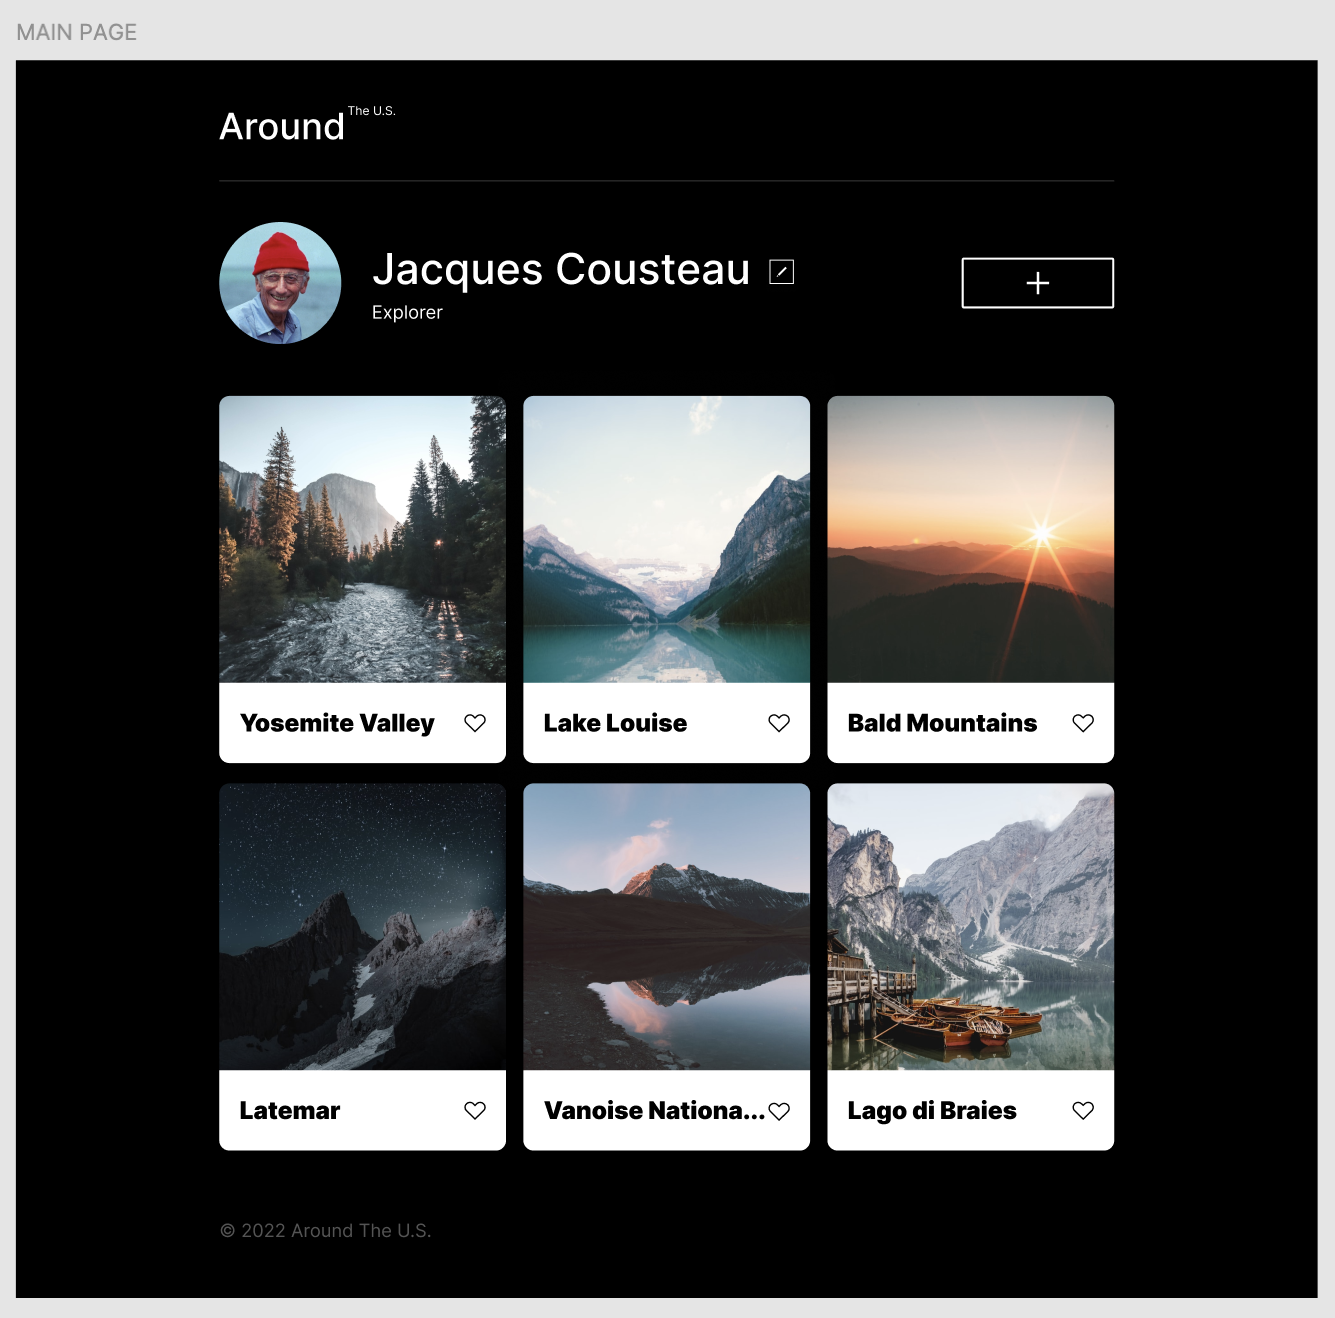 MAIN PAGE
Around The U.S.
Jacques Cousteau
Explorer
Yosemite Valley
Lake Louise
Bald Mountains
Latemar
Vanoise Nationa...
Lago di Braies
© 2022 Around The U.S.